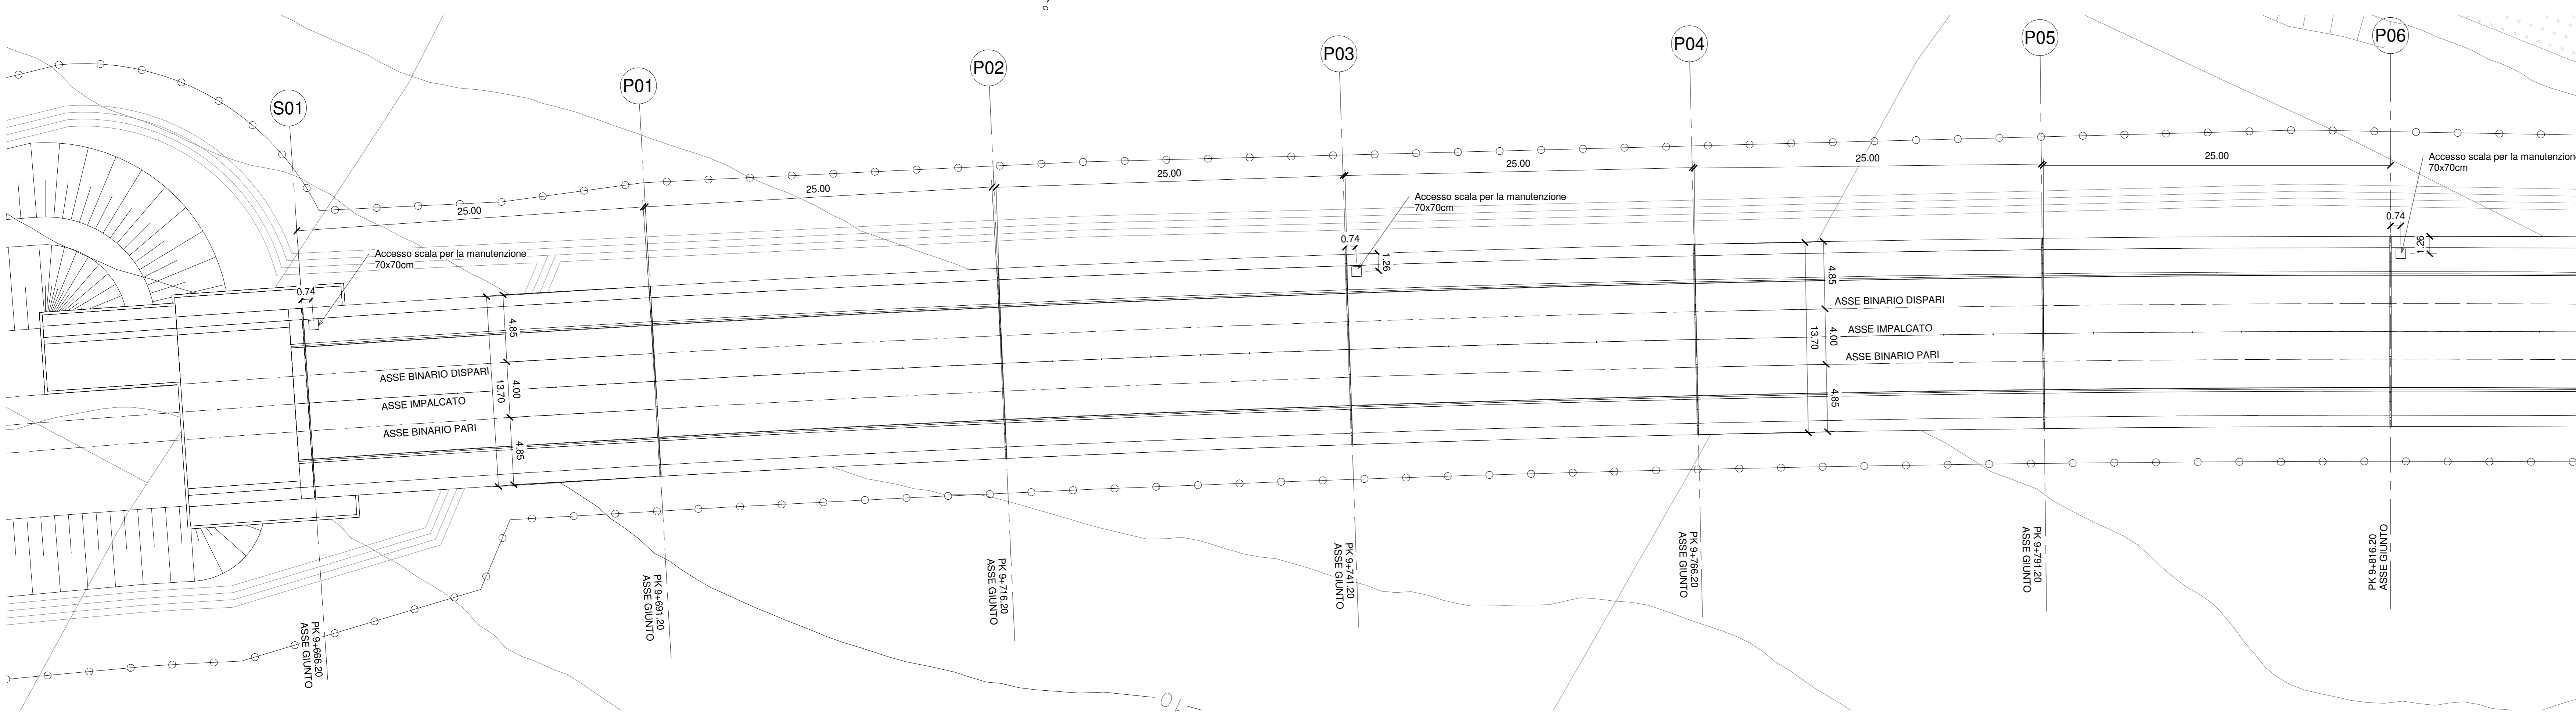 S01
P01
P02
P03
P04
P05
P06
25.00
25.00
25.00
25.00
25.00
25.00
Accesso scala per la manutenzione
70x70cm
Accesso scala per la manutenzione
70x70cm
Accesso scala per la manutenzione
70x70cm
0.74
0.74
1.26
0.74
1.26
4.85
4.00
13.70
4.85
4.85
4.00
13.70
4.85
ASSE BINARIO DISPARI
ASSE IMPALCATO
ASSE BINARIO PARI
ASSE BINARIO DISPARI
ASSE IMPALCATO
ASSE BINARIO PARI
PK 9+666.20
ASSE GIUNTO
PK 9+691.20
ASSE GIUNTO
PK 9+716.20
ASSE GIUNTO
PK 9+741.20
ASSE GIUNTO
PK 9+766.20
ASSE GIUNTO
PK 9+791.20
ASSE GIUNTO
PK 9+816.20
ASSE GIUNTO